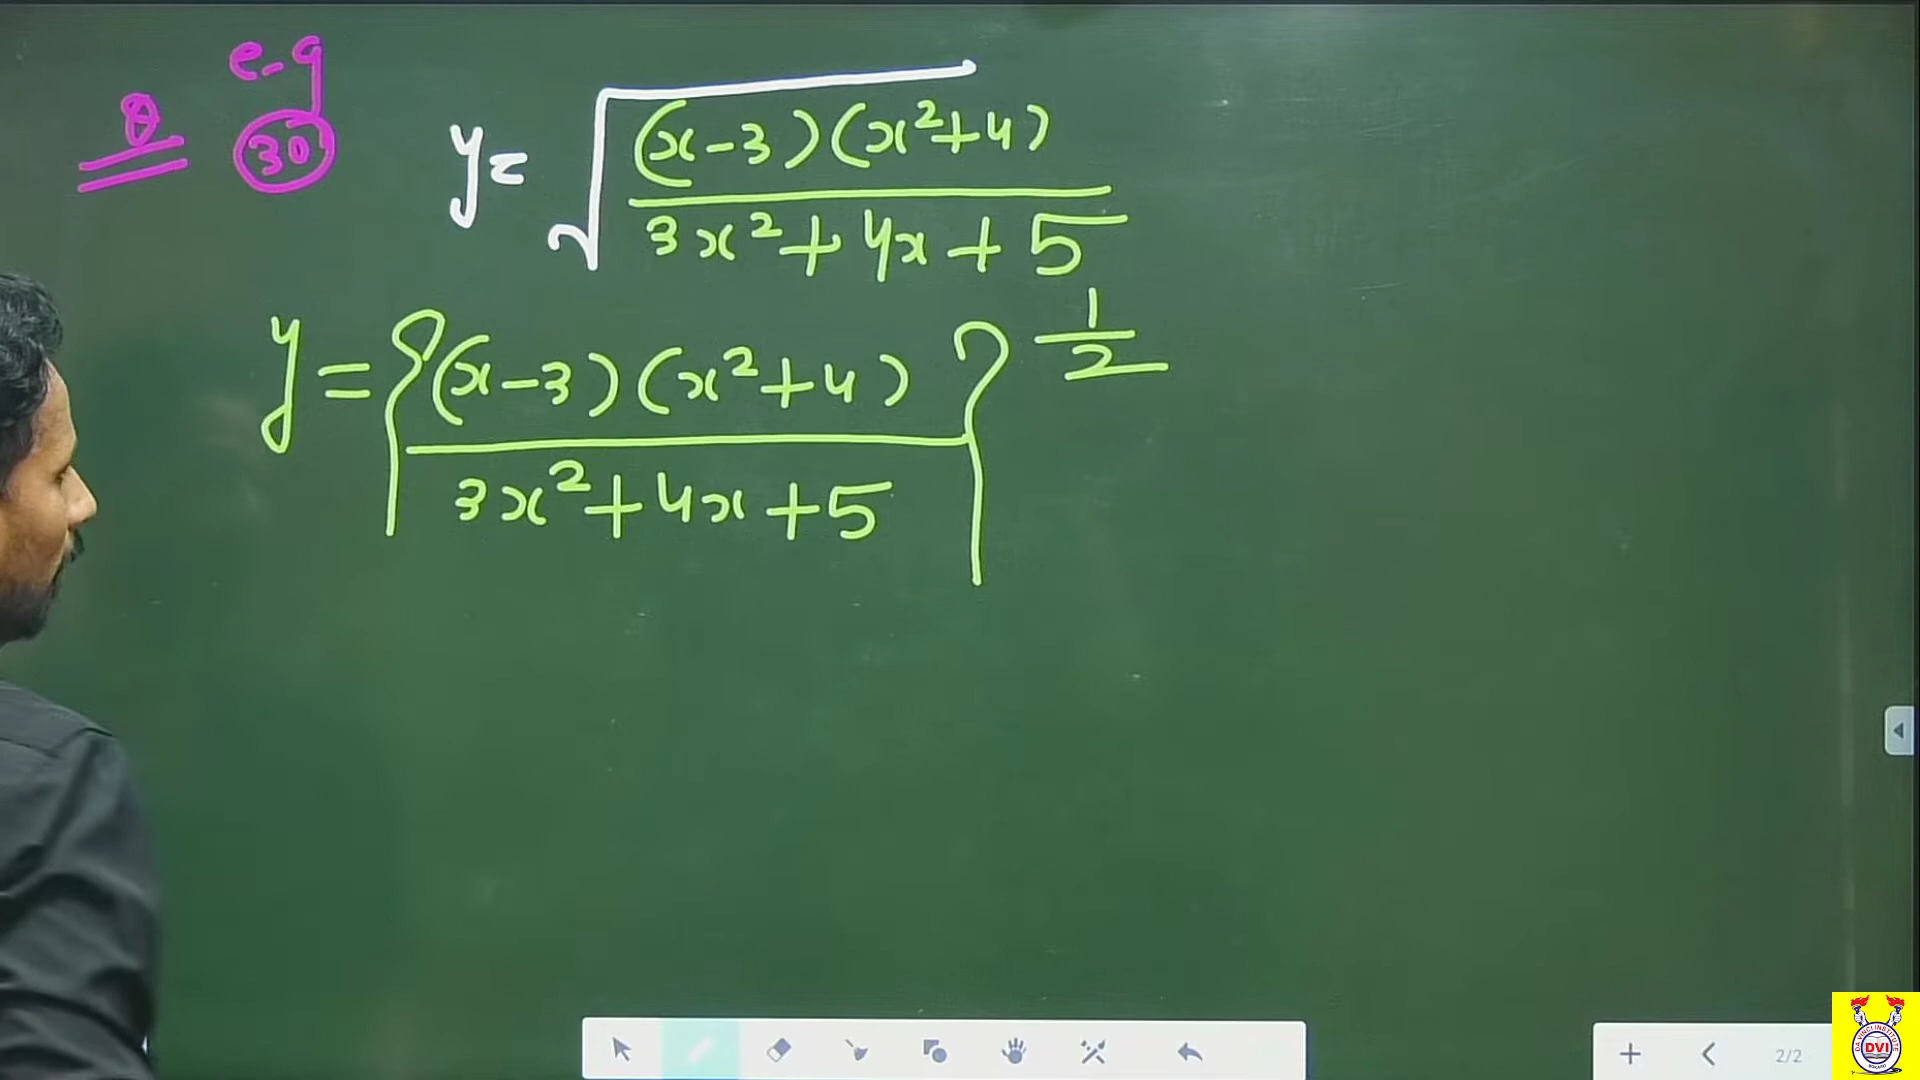 e.g
Q 30 y = √((x-3)(x²+4) / (3x²+4x+5))
y = {(x-3)(x²+4) / (3x²+4x+5)}^(1/2)
2/2
DVI